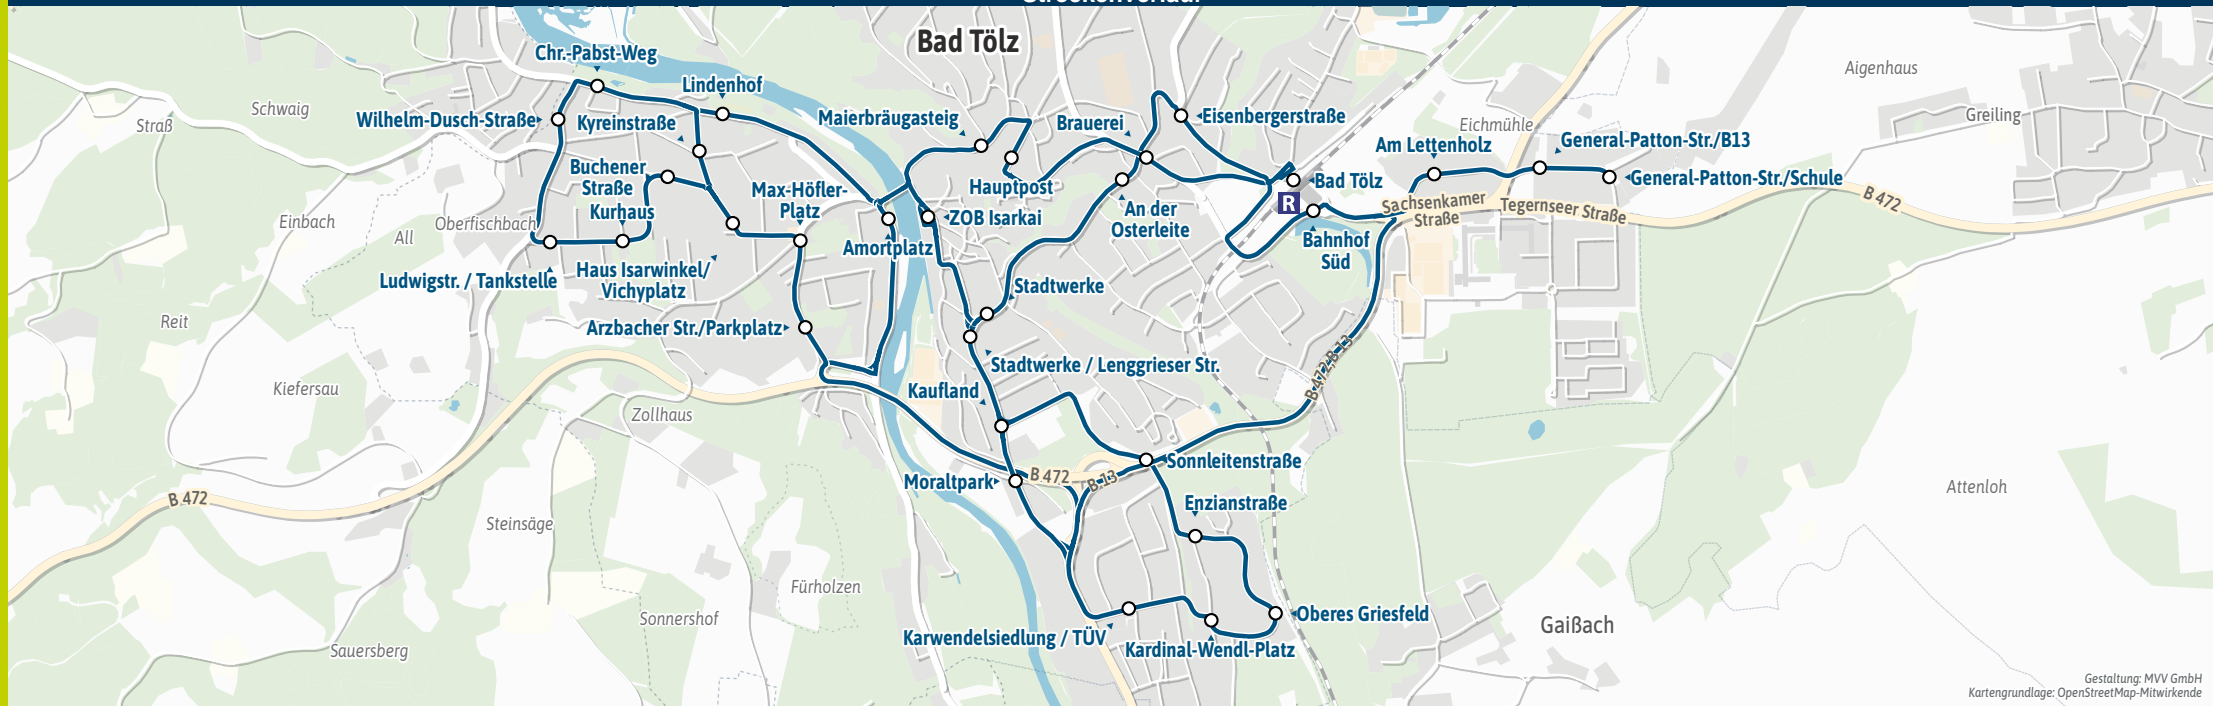 Streckenverlauf
Bad Tölz
Chr.-Pabst-Weg
Lindenhof
Schwaig
Straß
Wilhelm-Dusch-Straße
Kyreinstraße
Maierbräugasteig
Brauerei
Eisenbergerstraße
Aigenhaus
Greiling
Eichmühle
Am Lettenholz
General-Patton-Str./B13
General-Patton-Str./Schule
Buchener
Straße
Max-Höfler-
Platz
Hauptpost
Bad Tölz
R
Sachsenkamer
Straße
Tegernseer Straße
B 472
Einbach
All
Oberfischbach
Kurhaus
Amortplatz
ZOB Isarkai
An der
Osterleite
Bahnhof
Süd
Ludwigstr. / Tankstelle
Haus Isarwinkel/
Vichyplatz
Stadtwerke
Reit
Arzbacher Str./Parkplatz
Stadtwerke / Lenggrieser Str.
B 472;B 13
Kiefersau
Zollhaus
Kaufland
Moraltpark
B 472
B 13
Sonnleitenstraße
B 472
Steinsäge
Enzianstraße
Attenloh
Fürholzen
Sonnershof
Karwendelsiedlung / TÜV
Kardinal-Wendl-Platz
Oberes Griesfeld
Gaißach
Sauersberg
Gestaltung: MVV GmbH
Kartengrundlage: OpenStreetMap-Mitwirkende